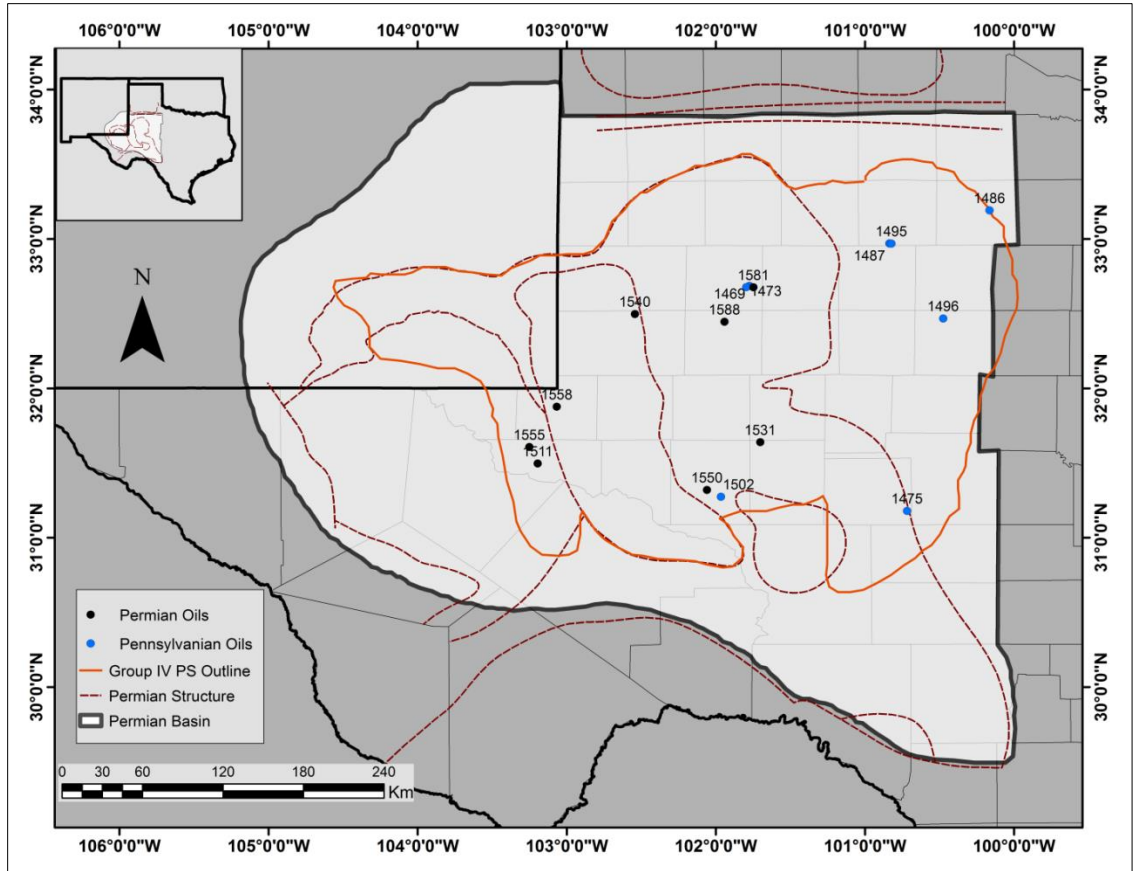 106°0'0"W 105°0'0"W 104°0'0"W 103°0'0"W 102°0'0"W 101°0'0"W 100°0'0"W
34°0'0"N 34°0'0"N
1486
33°0'0"N 33°0'0"N
1495
1487
1581
1469 1473
1540
1588
1496
N
32°0'0"N 32°0'0"N
1558
1555
1511
1531
1550
1502
1475
31°0'0"N 31°0'0"N
Permian Oils
Pennsylvanian Oils
Group IV PS Outline
Permian Structure
Permian Basin
30°0'0"N 30°0'0"N
0 30 60 120 180 240
Km
106°0'0"W 105°0'0"W 104°0'0"W 103°0'0"W 102°0'0"W 101°0'0"W 100°0'0"W